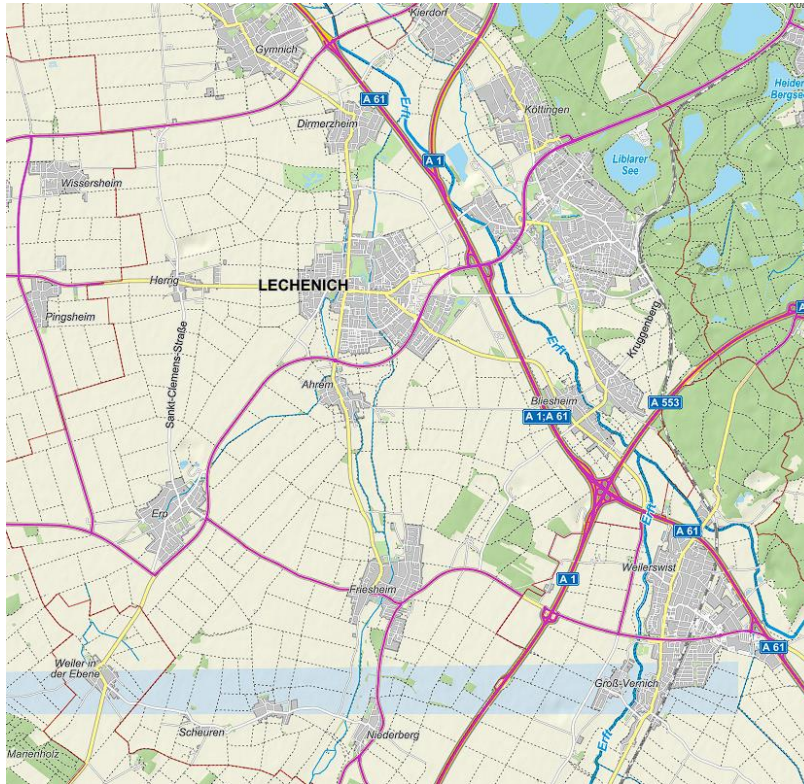 Kierdorf
Gymnich
A 61
Erft
Heider
Bergsee
Köttingen
Dirmerzheim
A 1
Liblarer
See
Wissersheim
Herrig
LECHENICH
Pingsheim
Sankt-Clemens-Straße
Kruggenberg
Erft
Ahrem
Bliesheim
A 553
A 1;A 61
Erp
Erft
A 61
Weilerswist
A 1
Friesheim
A 61
Weiler in
der Ebene
Groß-Vernich
Scheuren
Niederberg
Erft